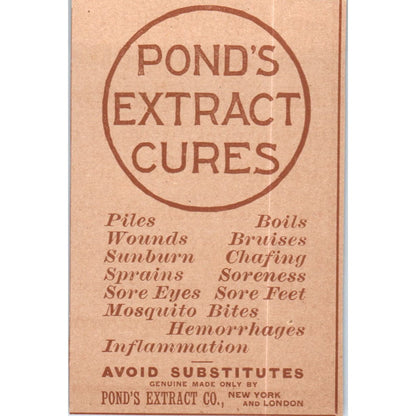 POND'S
EXTRACT
CURES
Piles Boils
Wounds Bruises
Sunburn Chafing
Sprains Soreness
Sore Eyes Sore Feet
Mosquito Bites
Hemorrhages
Inflammation
AVOID SUBSTITUTES
GENUINE MADE ONLY BY
POND'S EXTRACT CO., NEW YORK
AND LONDON